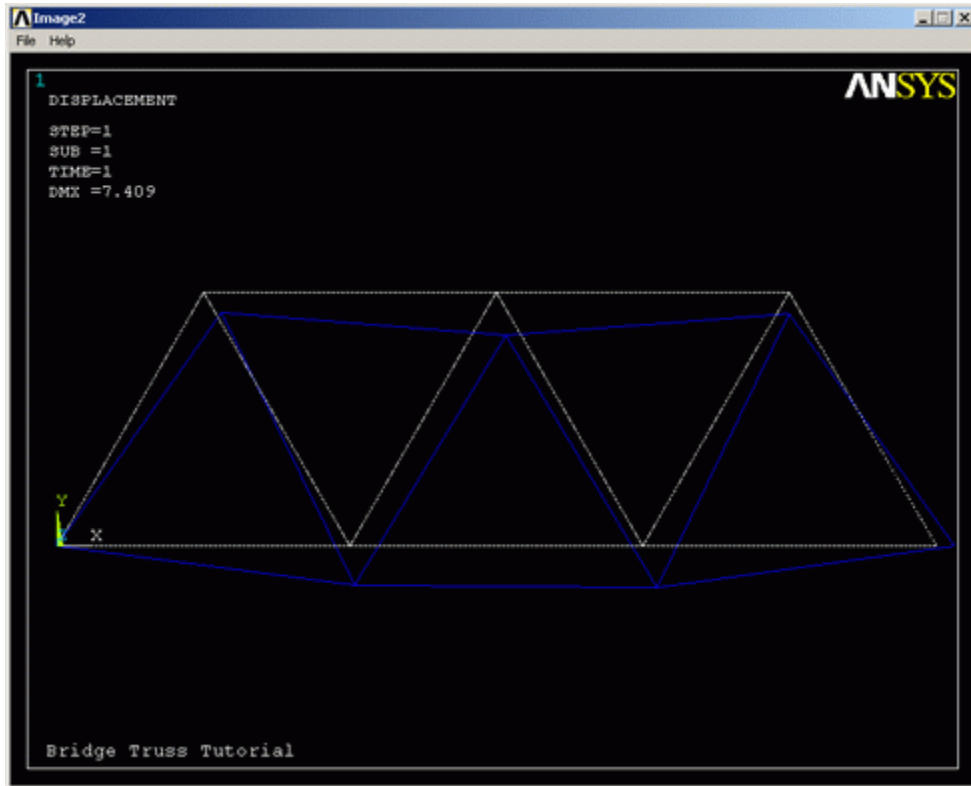 Image2
File Help
1
ANSYS
DISPLACEMENT
STEP=1
SUB =1
TIME=1
DMX =7.409
Y
X
Bridge Truss Tutorial